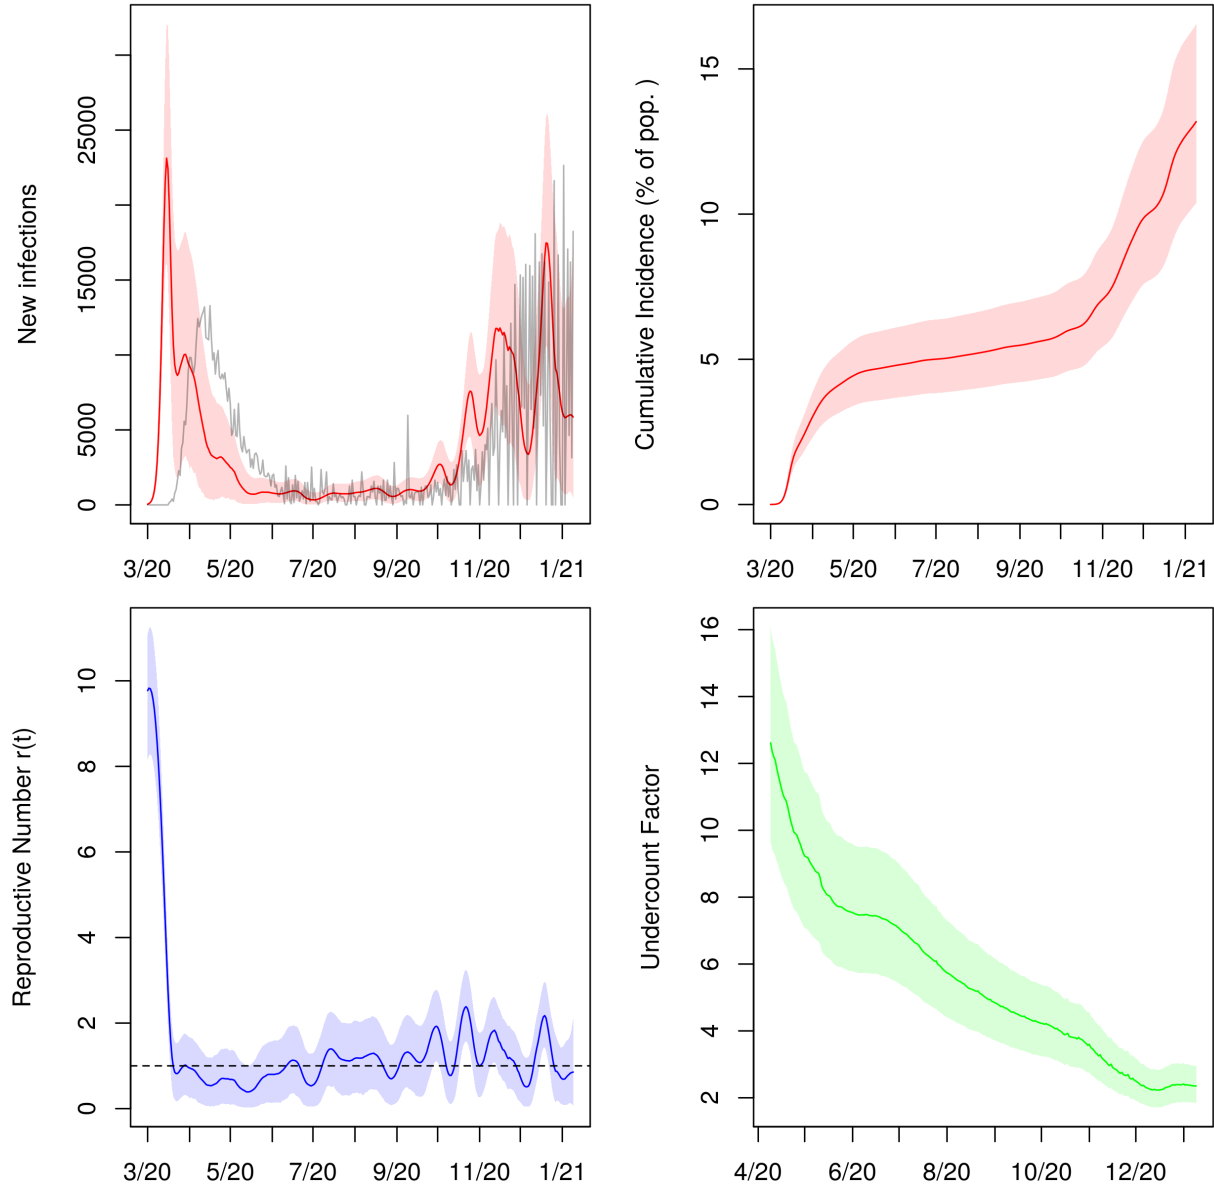 New infections
25000
15000
5000
0
3/20 5/20 7/20 9/20 11/20 1/21
Cumulative Incidence (% of pop. )
15
10
5
0
3/20 5/20 7/20 9/20 11/20 1/21
Reproductive Number r(t)
10
8
6
4
2
0
3/20 5/20 7/20 9/20 11/20 1/21
Undercount Factor
16
14
12
10
8
6
4
2
4/20 6/20 8/20 10/20 12/20